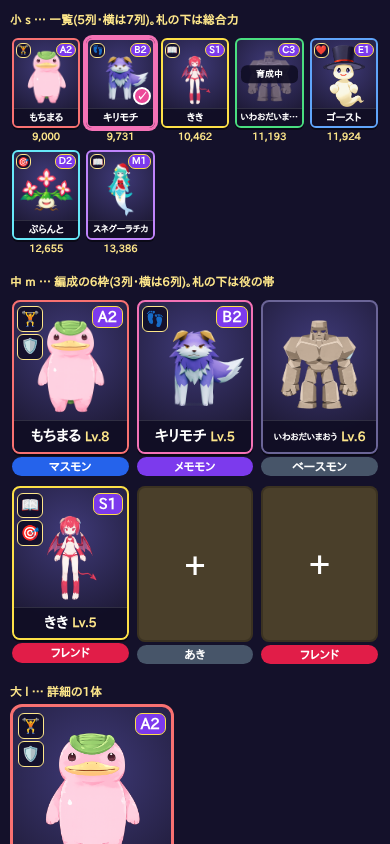 小 s … 一覧(5列・横は7列)。札の下は総合力
A2 B2 S1 C3 E1
育成中
もちまる キリモチ きき いわおだいま… ゴースト
9,000 9,731 10,462 11,193 11,924
D2 M1
ぷらんと スネグーラチカ
12,655 13,386
中 m … 編成の6枠(3列・横は6列)。札の下は役の帯
A2 B2
もちまる Lv.8 キリモチ Lv.5 いわおだいまおう Lv.6
マスモン メモモン ベースモン
S1
+ +
きき Lv.5
フレンド あき フレンド
大 l … 詳細の1体
A2